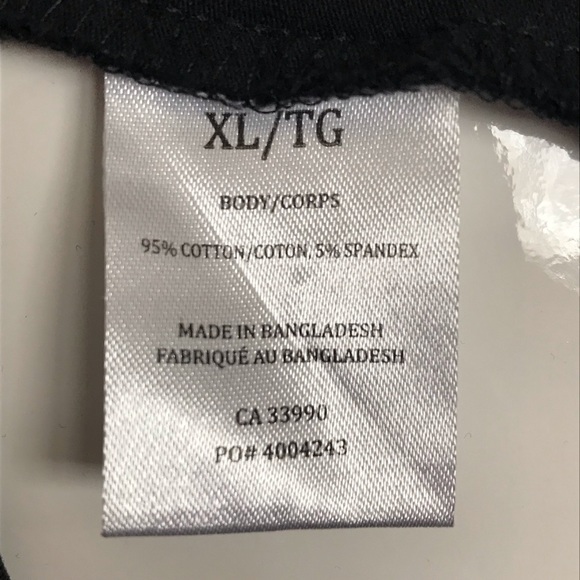 XL/TG
BODY/CORPS
95% COTTON/COTON, 5% SPANDEX
MADE IN BANGLADESH
FABRIQUÉ AU BANGLADESH
CA 33990
PO# 4004243